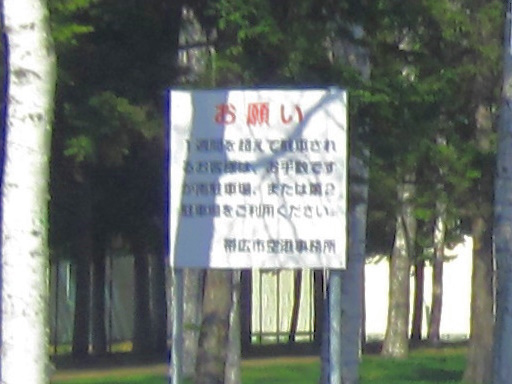 お願い
1週間を超えて駐車され
るお客様は、お手数です
が南駐車場、または第2
駐車場をご利用ください。
帯広市空港事務所